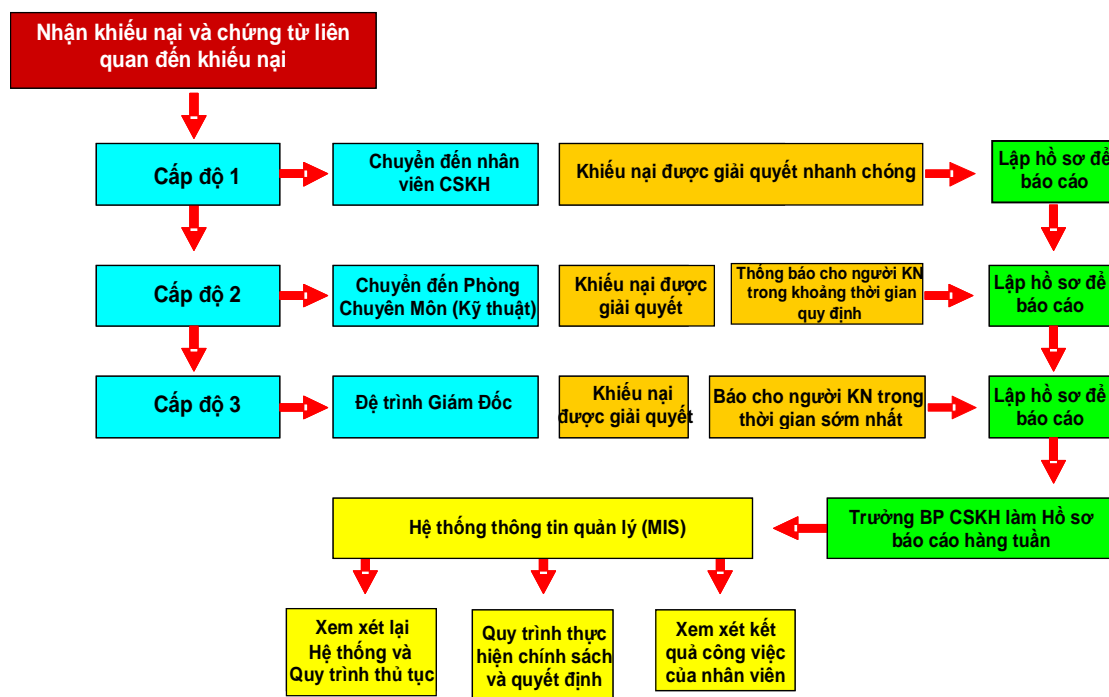 Nhận khiếu nại và chứng từ liên
quan đến khiếu nại
Cấp độ 1
Chuyển đến nhân
viên CSKH
Khiếu nại được giải quyết nhanh chóng
Lập hồ sơ để
báo cáo
Cấp độ 2
Chuyển đến Phòng
Chuyên Môn (Kỹ thuật)
Khiếu nại được
giải quyết
Thống báo cho người KN
trong khoảng thời gian
quy định
Lập hồ sơ để
báo cáo
Cấp độ 3
Đệ trình Giám Đốc
Khiếu nại
được giải quyết
Báo cho người KN trong
thời gian sớm nhất
Lập hồ sơ để
báo cáo
Hệ thống thông tin quản lý (MIS)
Trưởng BP CSKH làm Hồ sơ
báo cáo hàng tuần
Xem xét lại
Hệ thống và
Quy trình thủ tục
Quy trình thực
hiện chính sách
và quyết định
Xem xét kết
quả công việc
của nhân viên